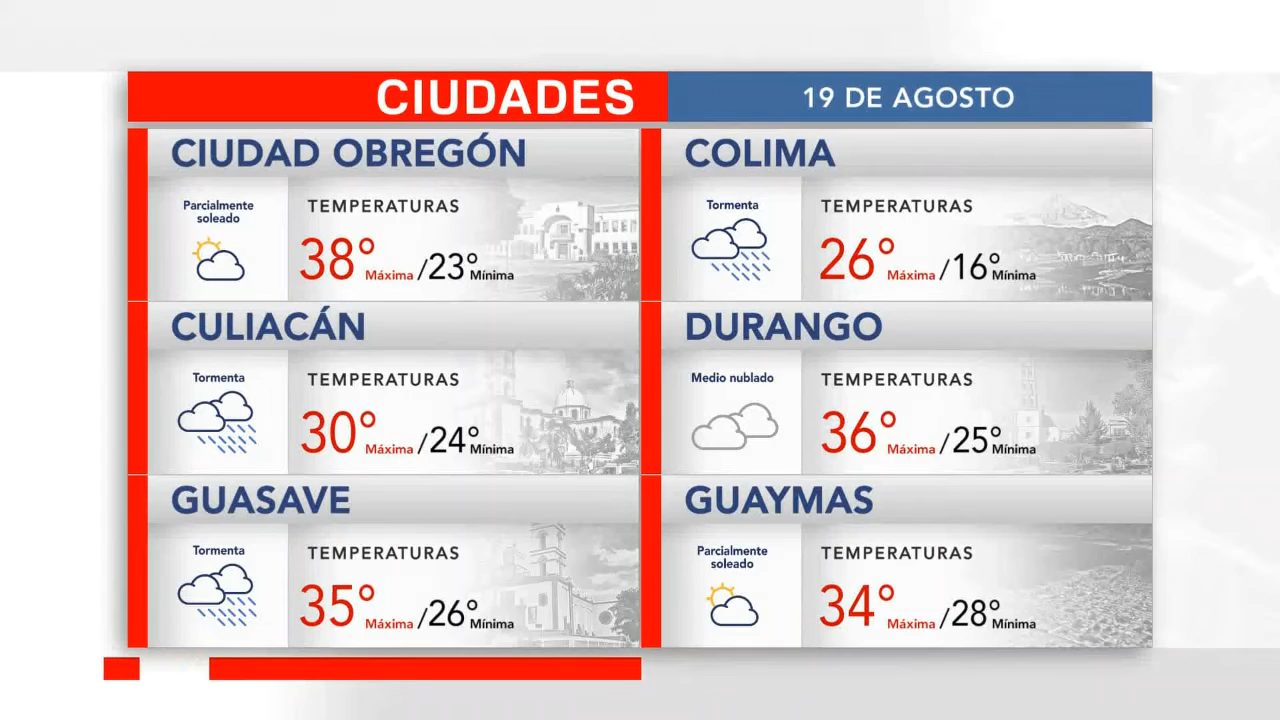 CIUDADES
19 DE AGOSTO
CIUDAD OBREGÓN
Parcialmente
soleado
TEMPERATURAS
38° Máxima /23° Mínima
COLIMA
Tormenta
TEMPERATURAS
26° Máxima /16° Mínima
CULIACÁN
Tormenta
TEMPERATURAS
30° Máxima /24° Mínima
DURANGO
Medio nublado
TEMPERATURAS
36° Máxima /25° Mínima
GUASAVE
Tormenta
TEMPERATURAS
35° Máxima /26° Mínima
GUAYMAS
Parcialmente
soleado
TEMPERATURAS
34° Máxima /28° Mínima